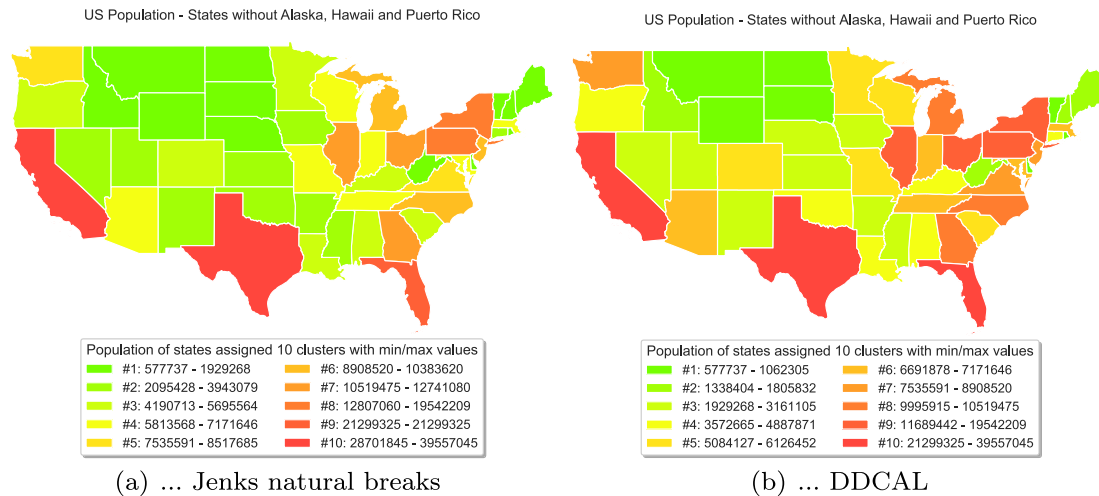 US Population - States without Alaska, Hawaii and Puerto Rico
Population of states assigned 10 clusters with min/max values
#1: 577737 - 1929268
#2: 2095428 - 3943079
#3: 4190713 - 5695564
#4: 5813568 - 7171646
#5: 7535591 - 8517685
#6: 8908520 - 10383620
#7: 10519475 - 12741080
#8: 12807060 - 19542209
#9: 21299325 - 21299325
#10: 28701845 - 39557045
(a) ... Jenks natural breaks
US Population - States without Alaska, Hawaii and Puerto Rico
Population of states assigned 10 clusters with min/max values
#1: 577737 - 1062305
#2: 1338404 - 1805832
#3: 1929268 - 3161105
#4: 3572665 - 4887871
#5: 5084127 - 6126452
#6: 6691878 - 7171646
#7: 7535591 - 8908520
#8: 9995915 - 10519475
#9: 11689442 - 19542209
#10: 21299325 - 39557045
(b) ... DDCAL